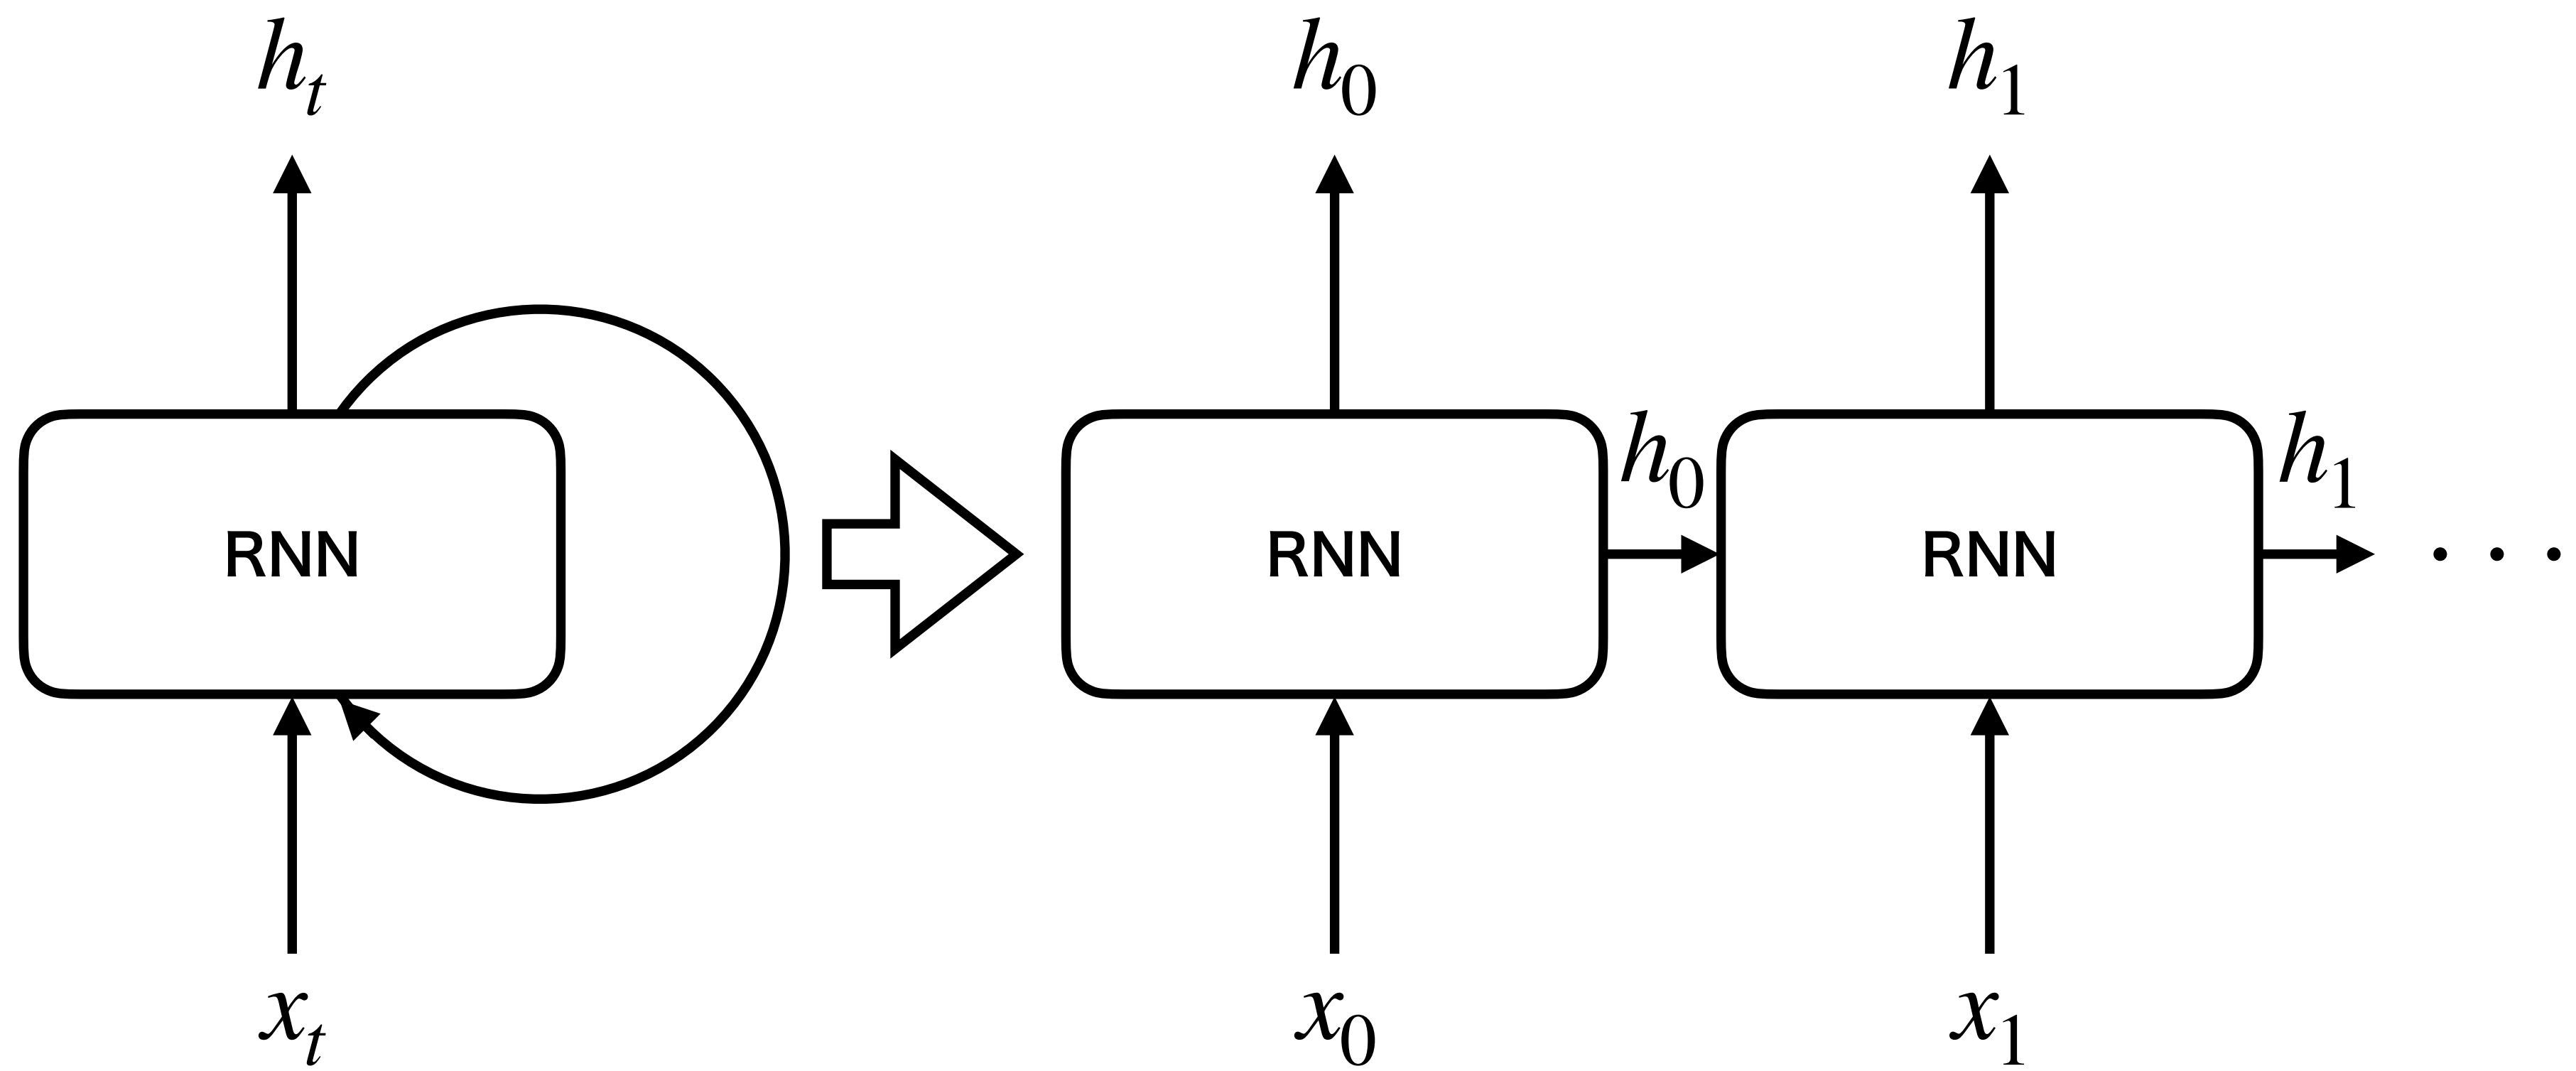 h_t h_0 h_1
h_0 h_1
RNN RNN RNN . . .
x_t x_0 x_1